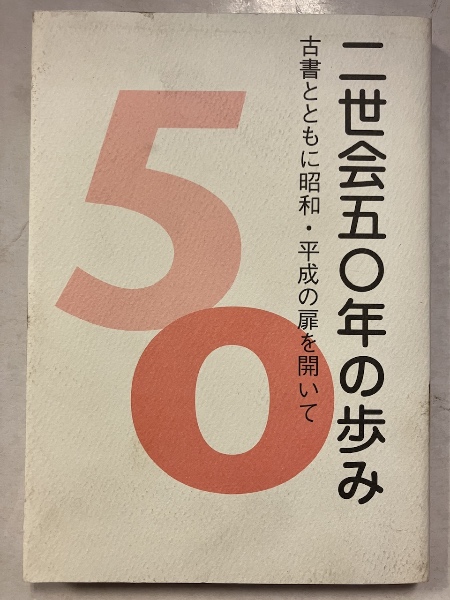 二世会五〇年の歩み
古書とともに昭和・平成の扉を開いて
50